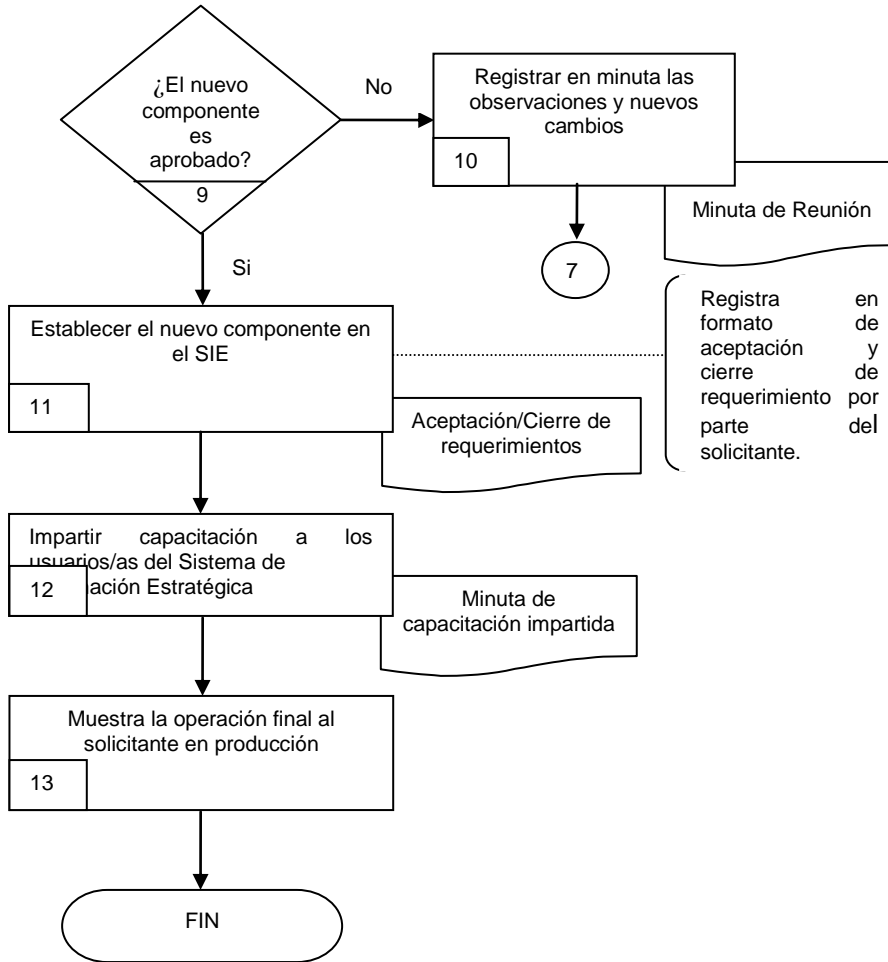 ¿El nuevo
componente
es
aprobado?
9
No
Registrar en minuta las
observaciones y nuevos
cambios
10
Minuta de Reunión
7
Si
Establecer el nuevo componente en
el SIE
11
Registra en
formato de
aceptación y
cierre de
requerimiento por
parte del
solicitante.
Aceptación/Cierre de
requerimientos
Impartir capacitación a los
usuarios/as del Sistema de
Estratégica
12
Minuta de
capacitación impartida
Muestra la operación final al
solicitante en producción
13
FIN